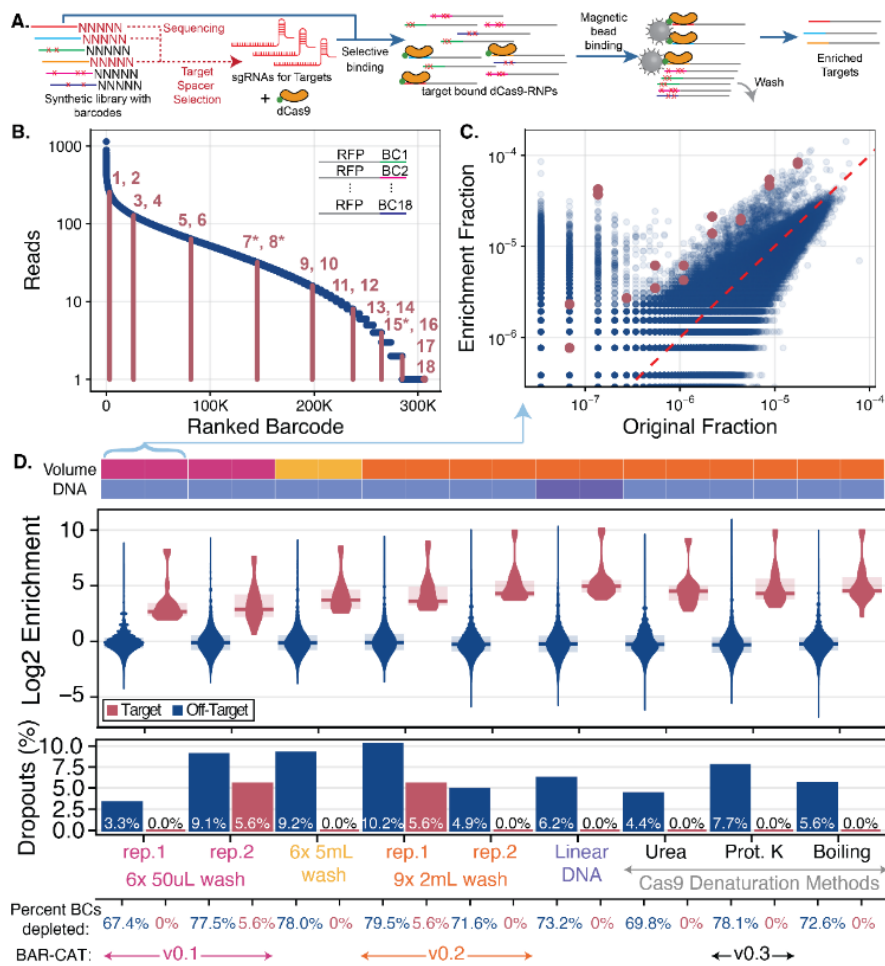 A.
Sequencing
NNNNN
NNNNN
NNNNN
NNNNN
NNNNN
NNNNN
Synthetic library with
barcodes
Target
Spacer
Selection
sgRNAs for Targets
+
dCas9
Selective
binding
target bound dCas9-RNPs
Magnetic
bead
binding
Wash
Enriched
Targets
B.
Reads
1000
100
10
1
1, 2
3, 4
5, 6
7*, 8*
9, 10
11, 12
13, 14
15*, 16
17
18
RFP BC1
RFP BC2
RFP BC18
0 100K 200K 300K
Ranked Barcode
C.
Enrichment Fraction
10⁻⁴
10⁻⁵
10⁻⁶
10⁻⁷ 10⁻⁶ 10⁻⁵ 10⁻⁴
Original Fraction
D.
Volume
DNA
Log2 Enrichment
10
5
0
−5
Target Off-Target
Dropouts (%)
10.0
7.5
5.0
2.5
0.0
3.3% 0.0% 9.1% 5.6% 9.2% 0.0% 10.2% 5.6% 4.9% 0.0% 6.2% 0.0% 4.4% 0.0% 7.7% 0.0% 5.6% 0.0%
rep.1 rep.2 6x 5mL rep.1 rep.2 Linear Urea Prot. K Boiling
6x 50uL wash wash 9x 2mL wash DNA Cas9 Denaturation Methods
Percent BCs
depleted:
67.4% 0% 77.5% 5.6% 78.0% 0% 79.5% 5.6% 71.6% 0% 73.2% 0% 69.8% 0% 78.1% 0% 72.6% 0%
BAR-CAT: v0.1 v0.2 v0.3